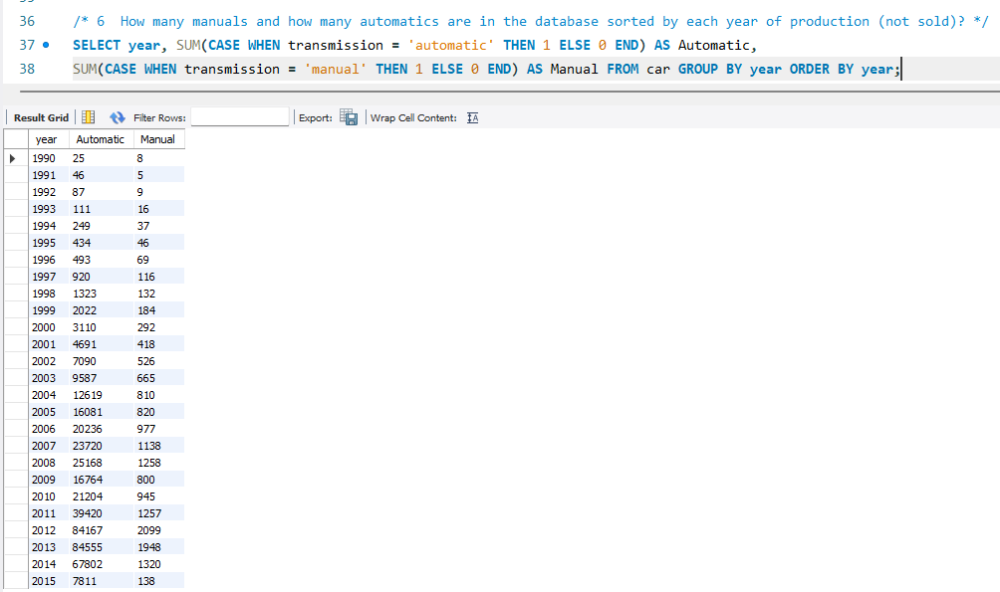 36 /* 6 How many manuals and how many automatics are in the database sorted by each year of production (not sold)? */
37 SELECT year, SUM(CASE WHEN transmission = 'automatic' THEN 1 ELSE 0 END) AS Automatic,
38 SUM(CASE WHEN transmission = 'manual' THEN 1 ELSE 0 END) AS Manual FROM car GROUP BY year ORDER BY year;
Result Grid Filter Rows: Export: Wrap Cell Content:
year Automatic Manual
1990 25 8
1991 46 5
1992 87 9
1993 111 16
1994 249 37
1995 434 46
1996 493 69
1997 920 116
1998 1323 132
1999 2022 184
2000 3110 292
2001 4691 418
2002 7090 526
2003 9587 665
2004 12619 810
2005 16081 820
2006 20236 977
2007 23720 1138
2008 25168 1258
2009 16764 800
2010 21204 945
2011 39420 1257
2012 84167 2099
2013 84555 1948
2014 67802 1320
2015 7811 138